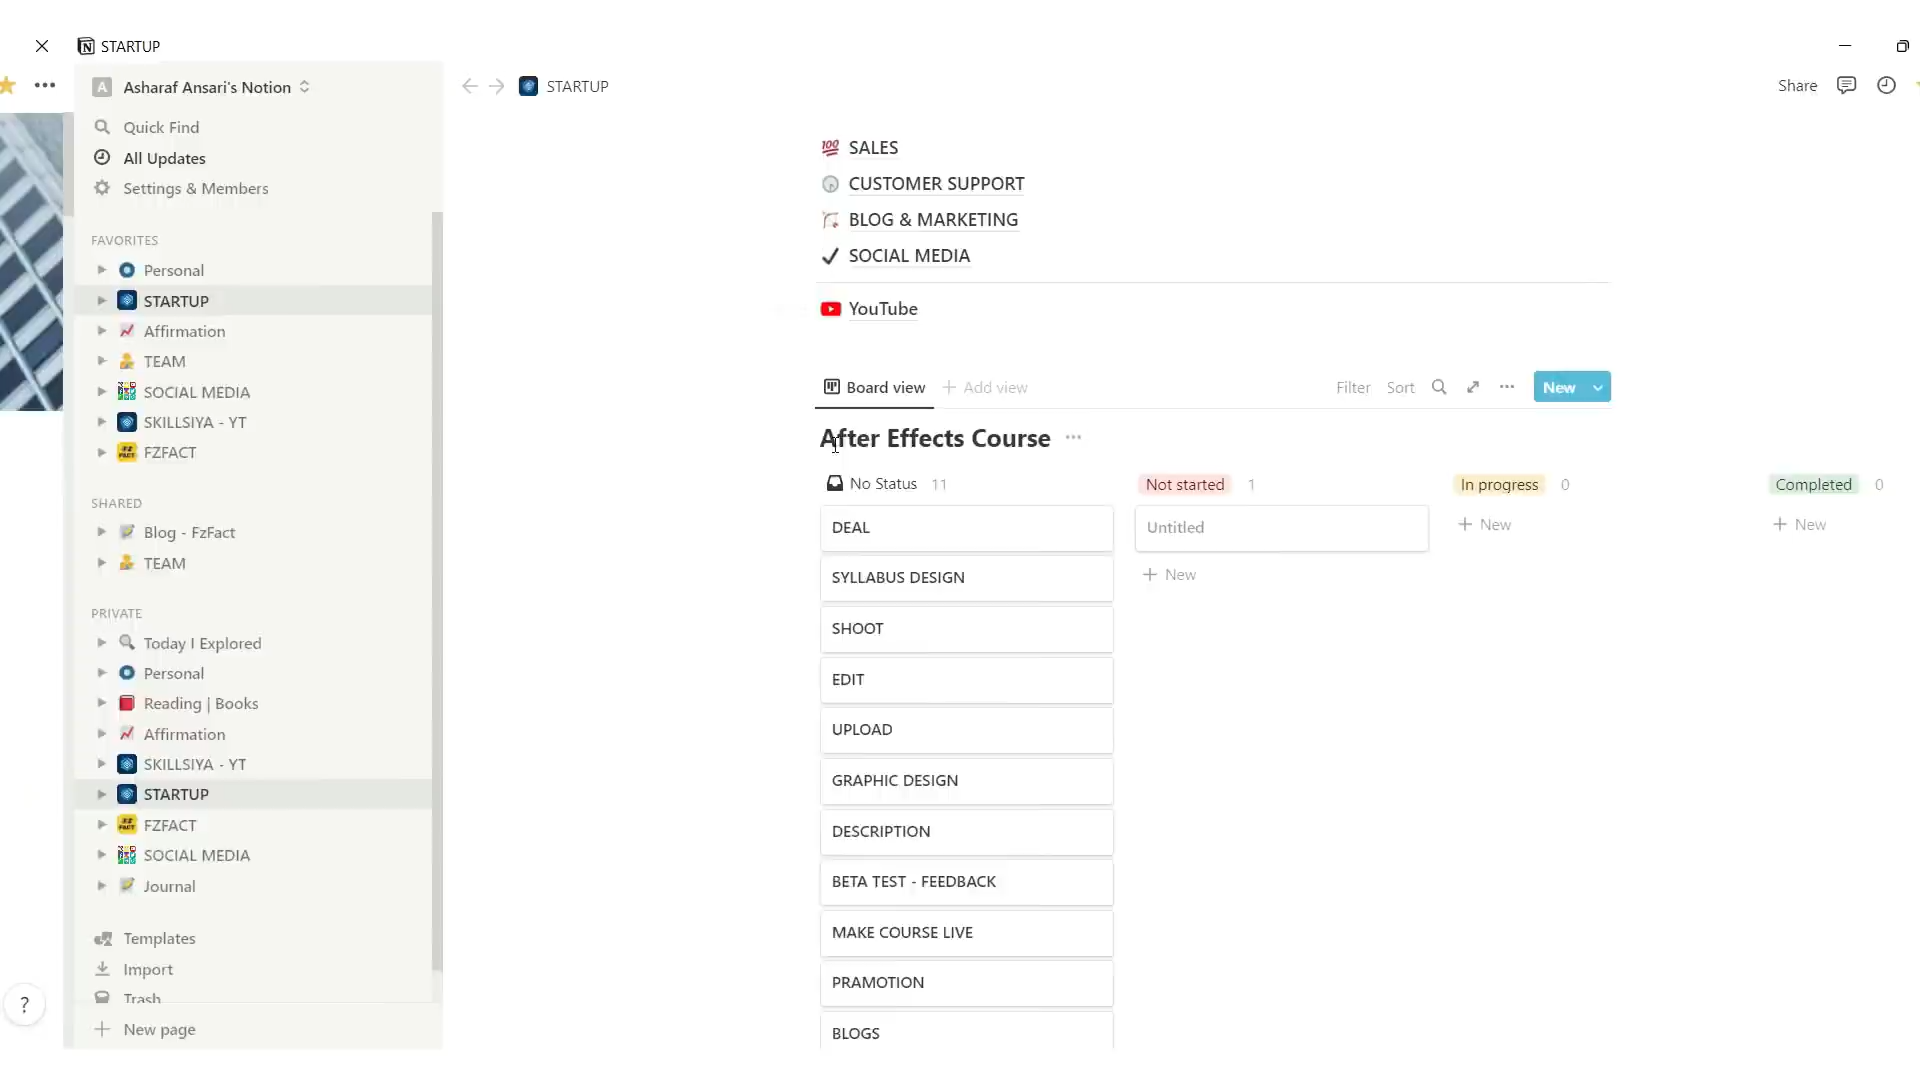 STARTUP
Asharaf Ansari's Notion
STARTUP
Share
Quick Find
All Updates
Settings & Members
FAVORITES
Personal
STARTUP
Affirmation
TEAM
SOCIAL MEDIA
SKILLSIYA - YT
FZFACT
SHARED
Blog - FzFact
TEAM
PRIVATE
Today I Explored
Personal
Reading | Books
Affirmation
SKILLSIYA - YT
STARTUP
FZFACT
SOCIAL MEDIA
Journal
Templates
Import
Trash
New page
?
SALES
CUSTOMER SUPPORT
BLOG & MARKETING
SOCIAL MEDIA
YouTube
Board view + Add view Filter Sort New
After Effects Course
No Status 11
DEAL
SYLLABUS DESIGN
SHOOT
EDIT
UPLOAD
GRAPHIC DESIGN
DESCRIPTION
BETA TEST - FEEDBACK
MAKE COURSE LIVE
PRAMOTION
BLOGS
Not started 1
Untitled
+ New
In progress 0
+ New
Completed 0
+ New